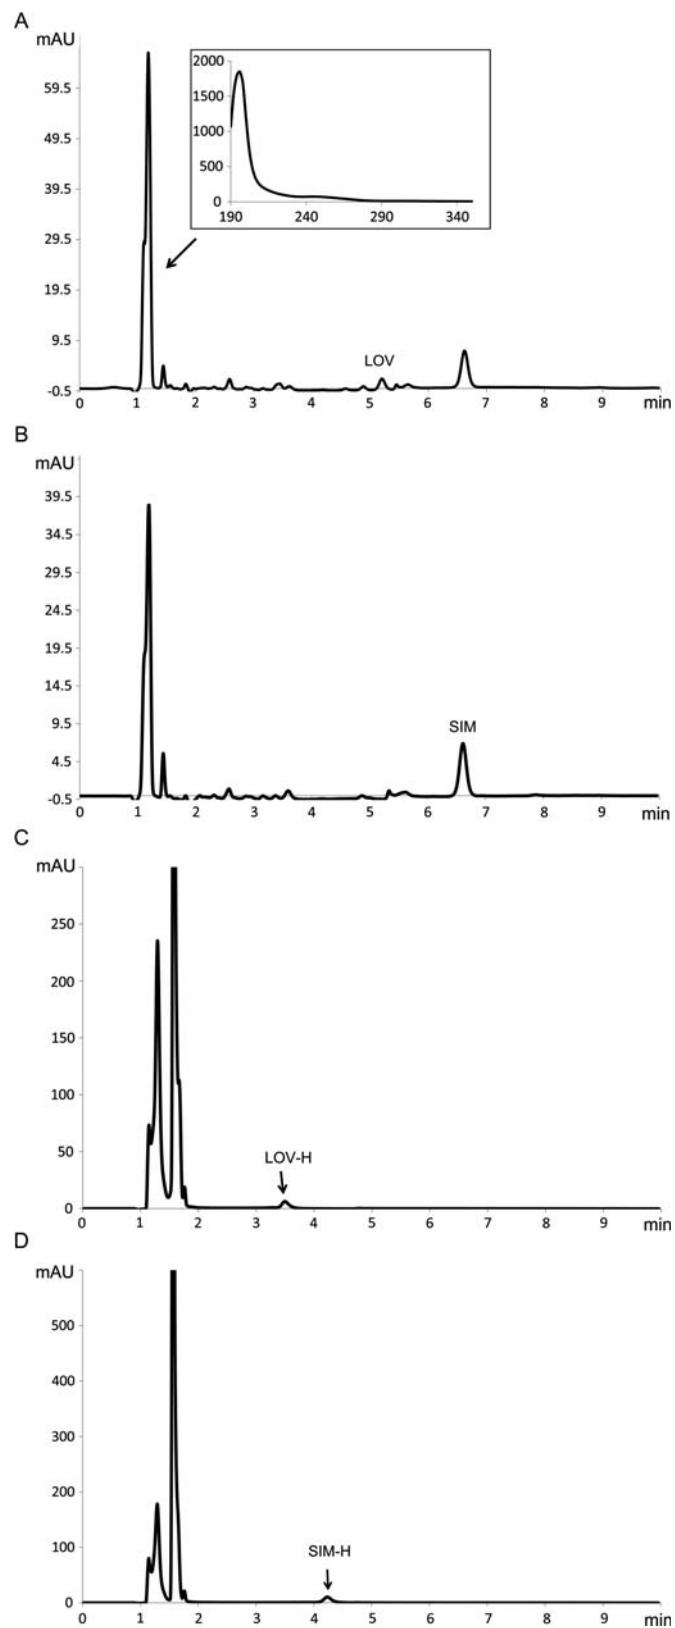 A
mAU
59.5
49.5
39.5
29.5
19.5
9.5
-0.5
2000
1500
1000
500
0
190 240 290 340
LOV
0 1 2 3 4 5 6 7 8 9 min
B
mAU
39.5
34.5
29.5
24.5
19.5
14.5
9.5
4.5
-0.5
SIM
0 1 2 3 4 5 6 7 8 9 min
C
mAU
250
200
150
100
50
0
LOV-H
0 1 2 3 4 5 6 7 8 9 min
D
mAU
500
400
300
200
100
0
SIM-H
0 1 2 3 4 5 6 7 8 9 min